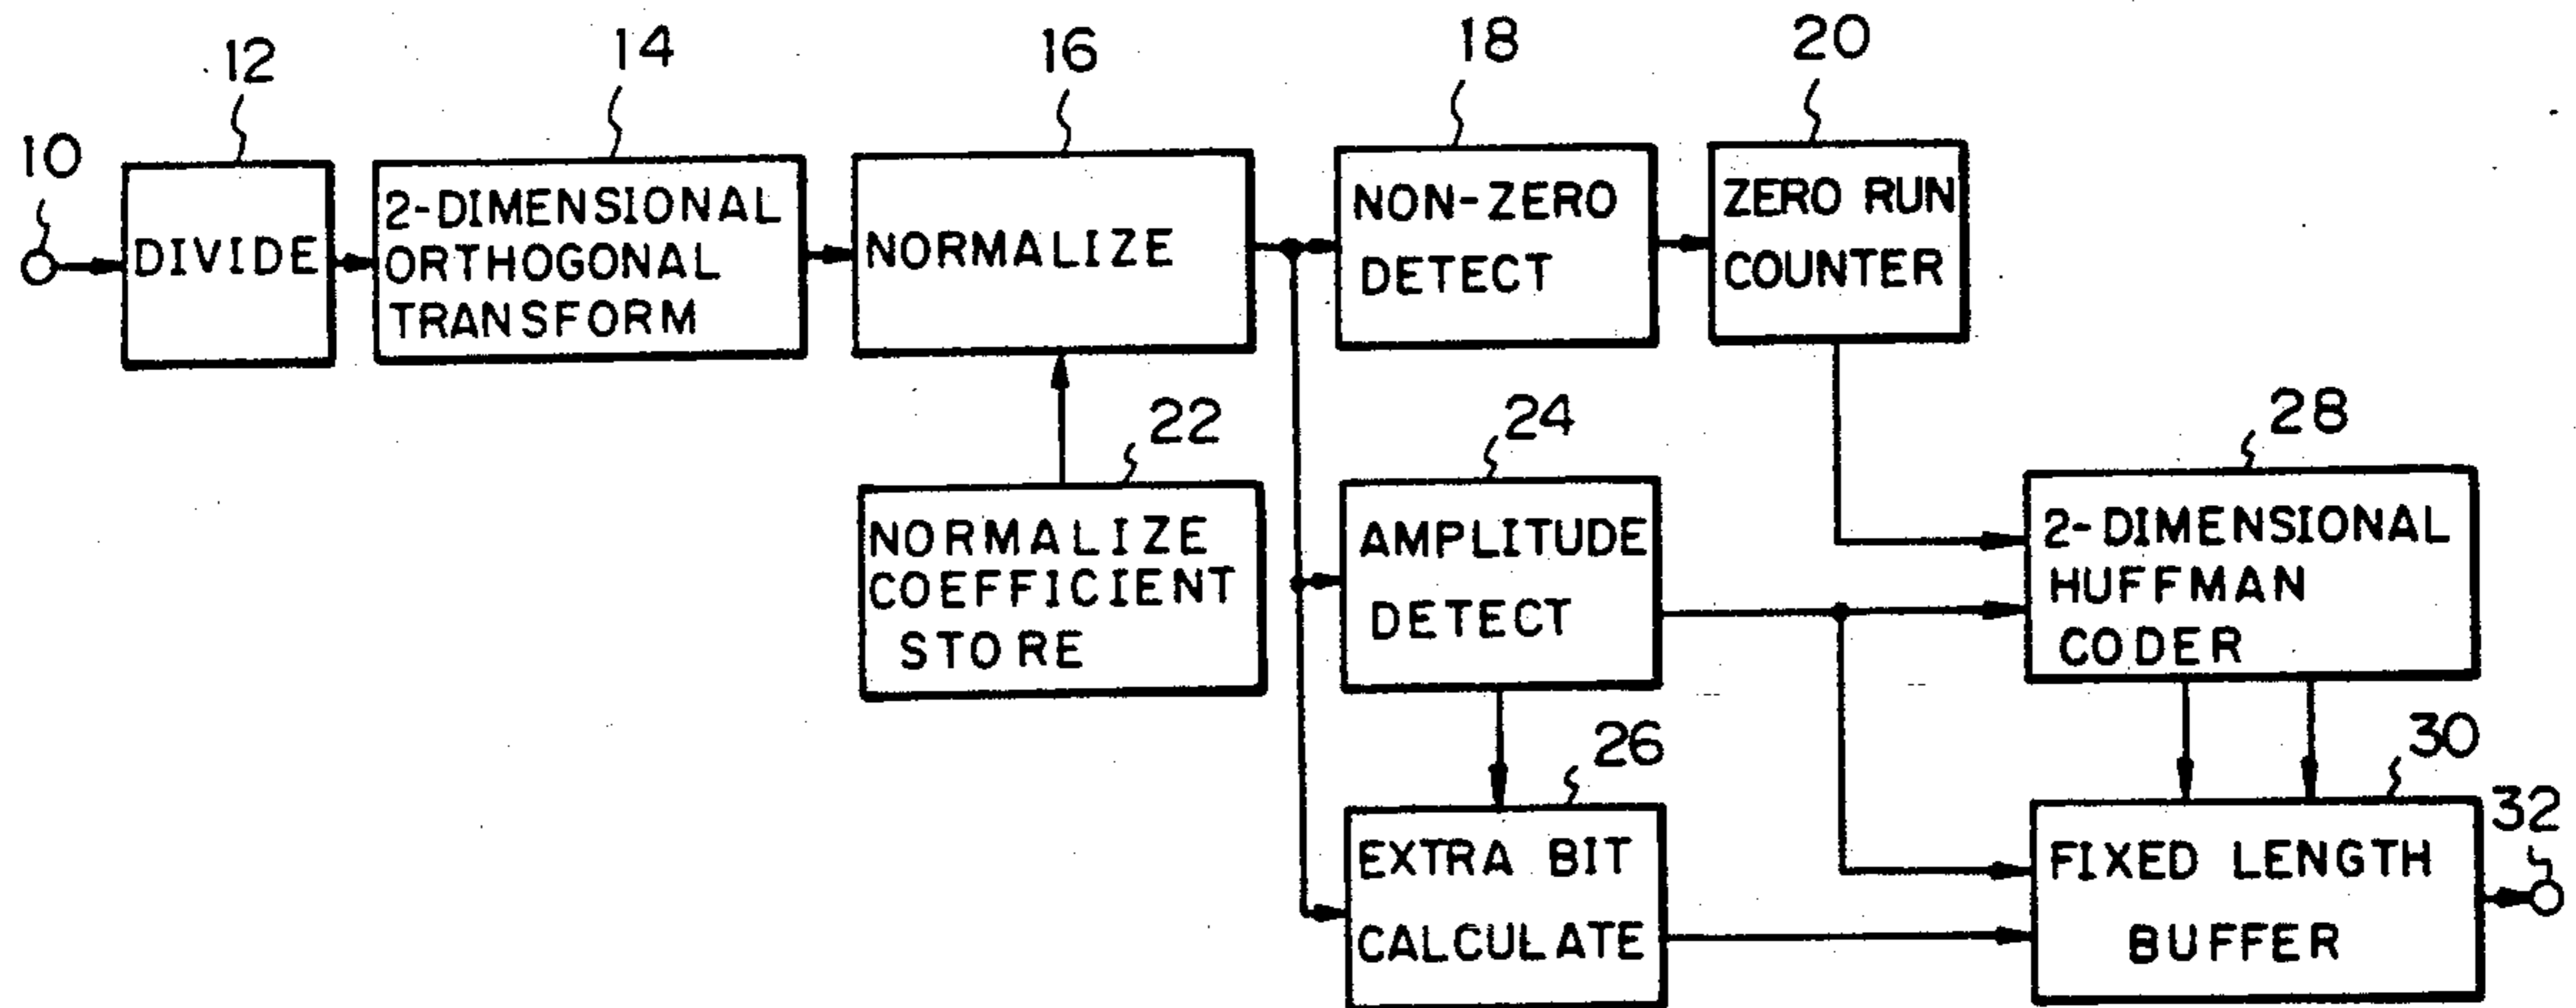 10
12
DIVIDE
14
2-DIMENSIONAL
ORTHOGONAL
TRANSFORM
16
NORMALIZE
18
NON-ZERO
DETECT
20
ZERO RUN
COUNTER
22
NORMALIZE
COEFFICIENT
STORE
24
AMPLITUDE
DETECT
26
EXTRA BIT
CALCULATE
28
2-DIMENSIONAL
HUFFMAN
CODER
30
FIXED LENGTH
BUFFER
32